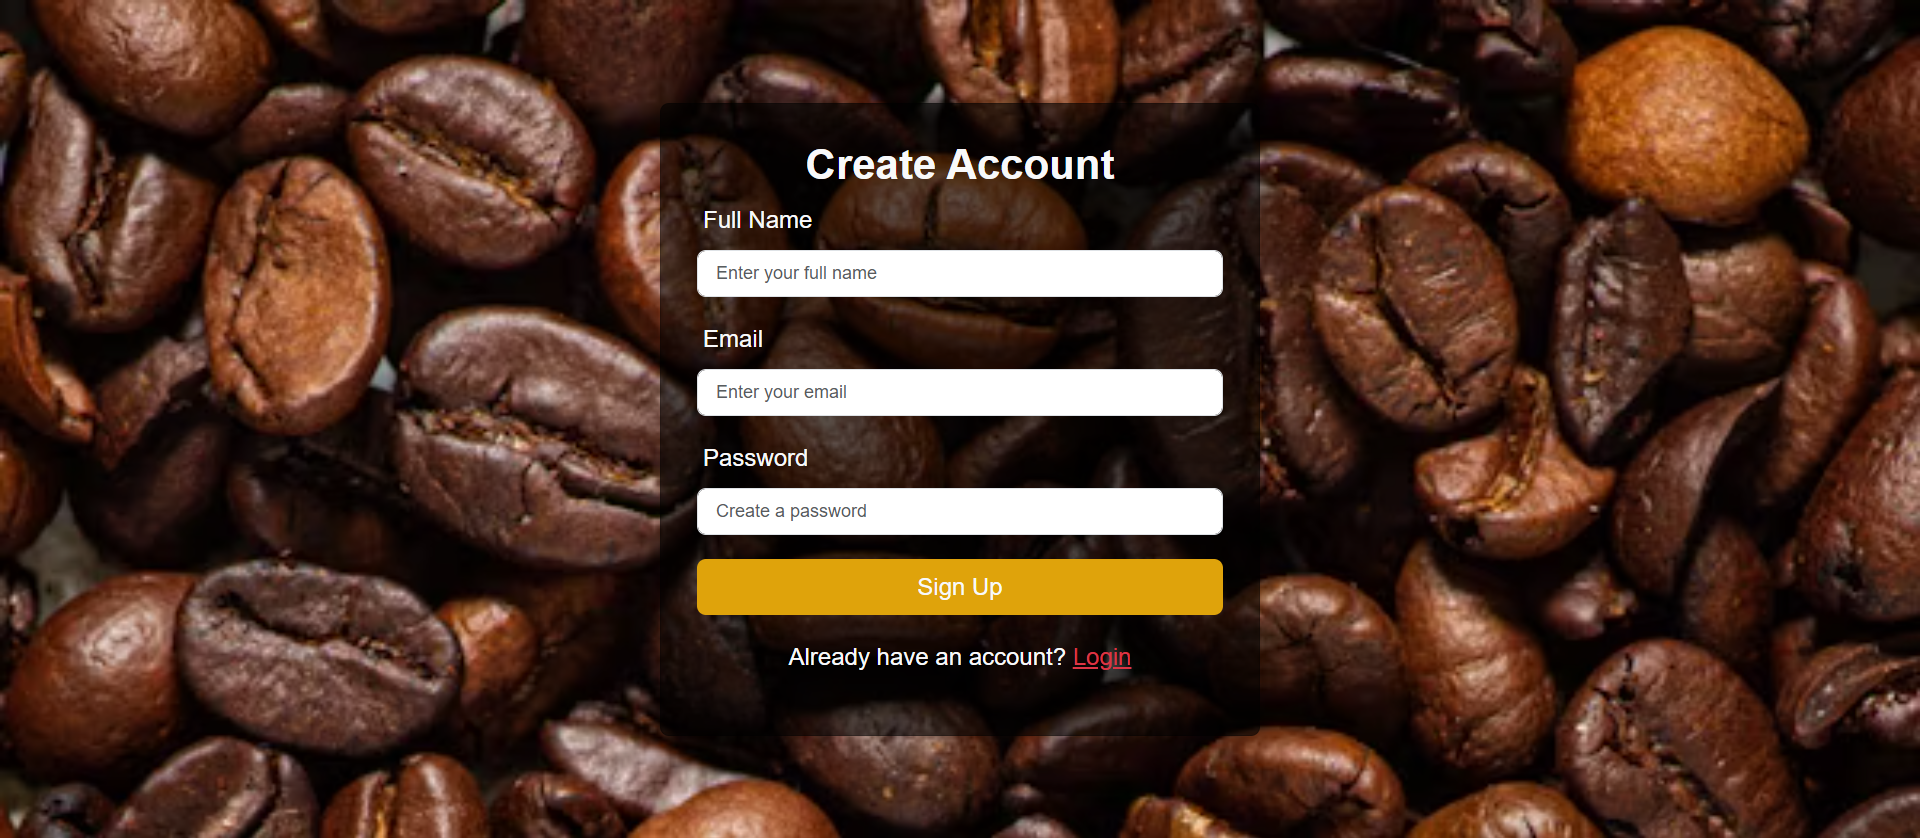 Create Account
Full Name
Enter your full name
Email
Enter your email
Password
Create a password
Sign Up
Already have an account? Login